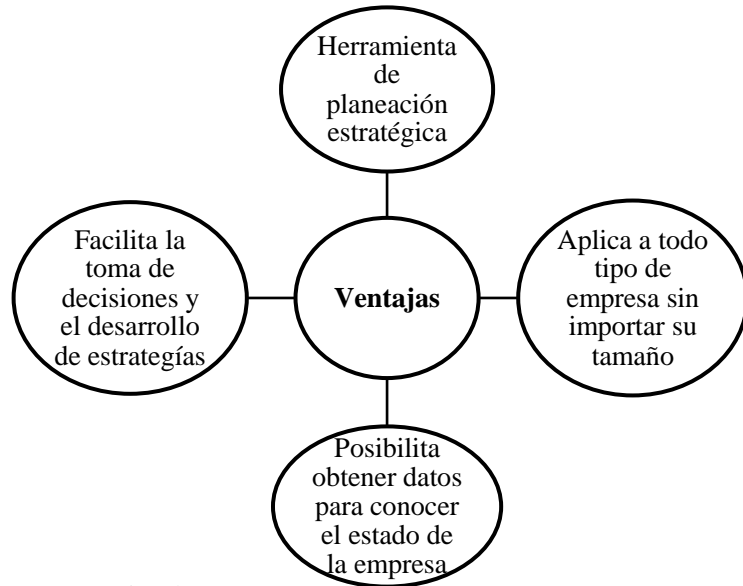 Herramienta
de
planeación
estratégica
Facilita la
toma de
decisiones y
el desarrollo
de estrategías
Ventajas
Aplica a todo
tipo de
empresa sin
importar su
tamaño
Posibilita
obtener datos
para conocer
el estado de
la empresa